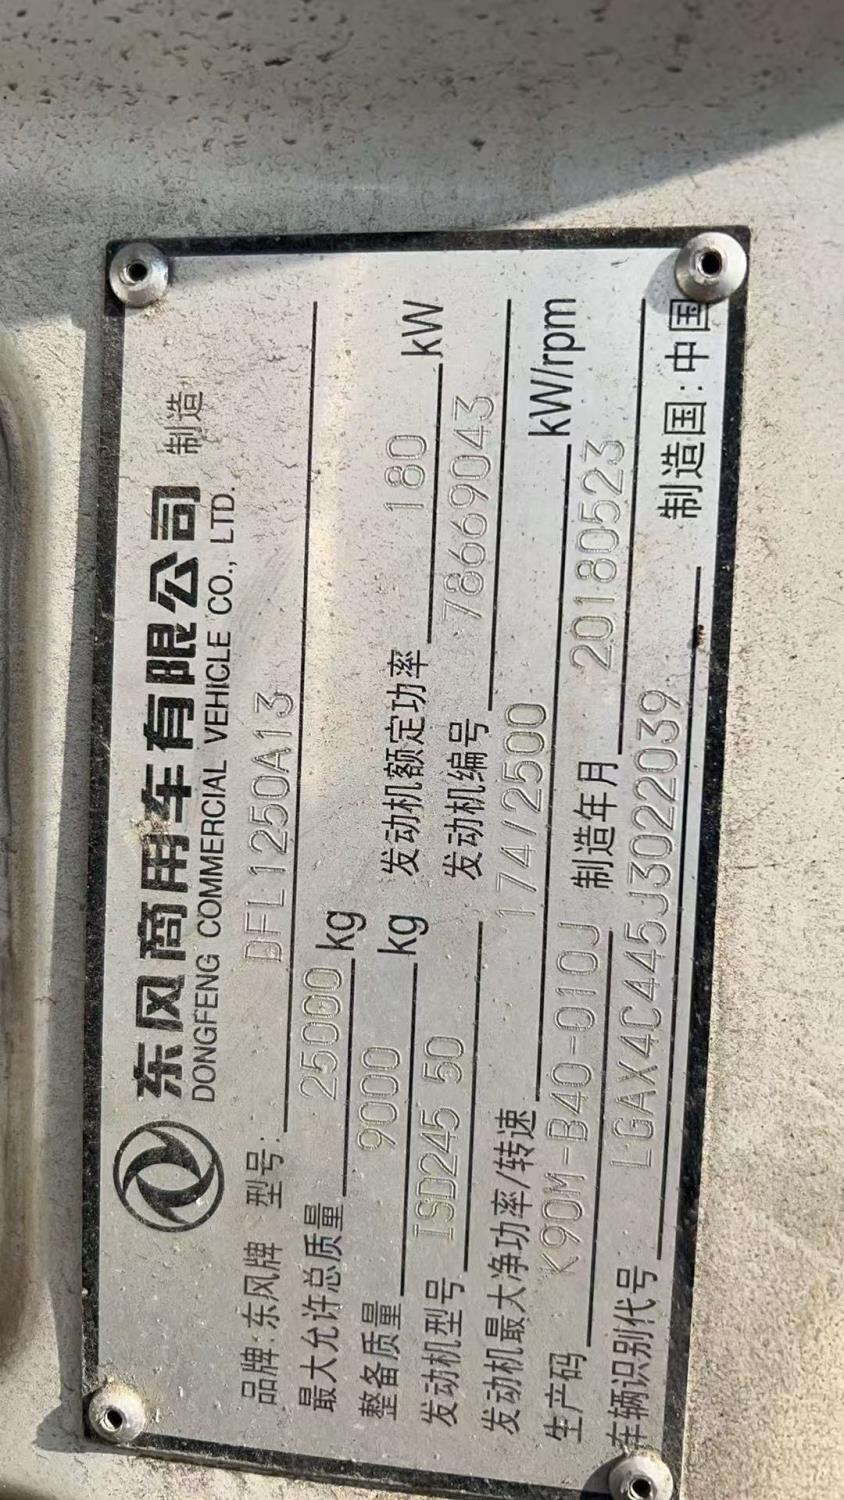 东风商用车有限公司 制造
DONGFENG COMMERCIAL VEHICLE CO., LTD.
品牌:东风牌 型号: DFL1250A13
最大允许总质量 25000 kg
整备质量 9000 kg 发动机额定功率 180 kW
发动机型号 ISD245 50 发动机编号 78669043
发动机最大净功率/转速 174/2500 kW/rpm
生产码 K90M-B40-010J 制造年月 20180523
车辆识别代号 LGAX4C445J3022039 制造国:中国